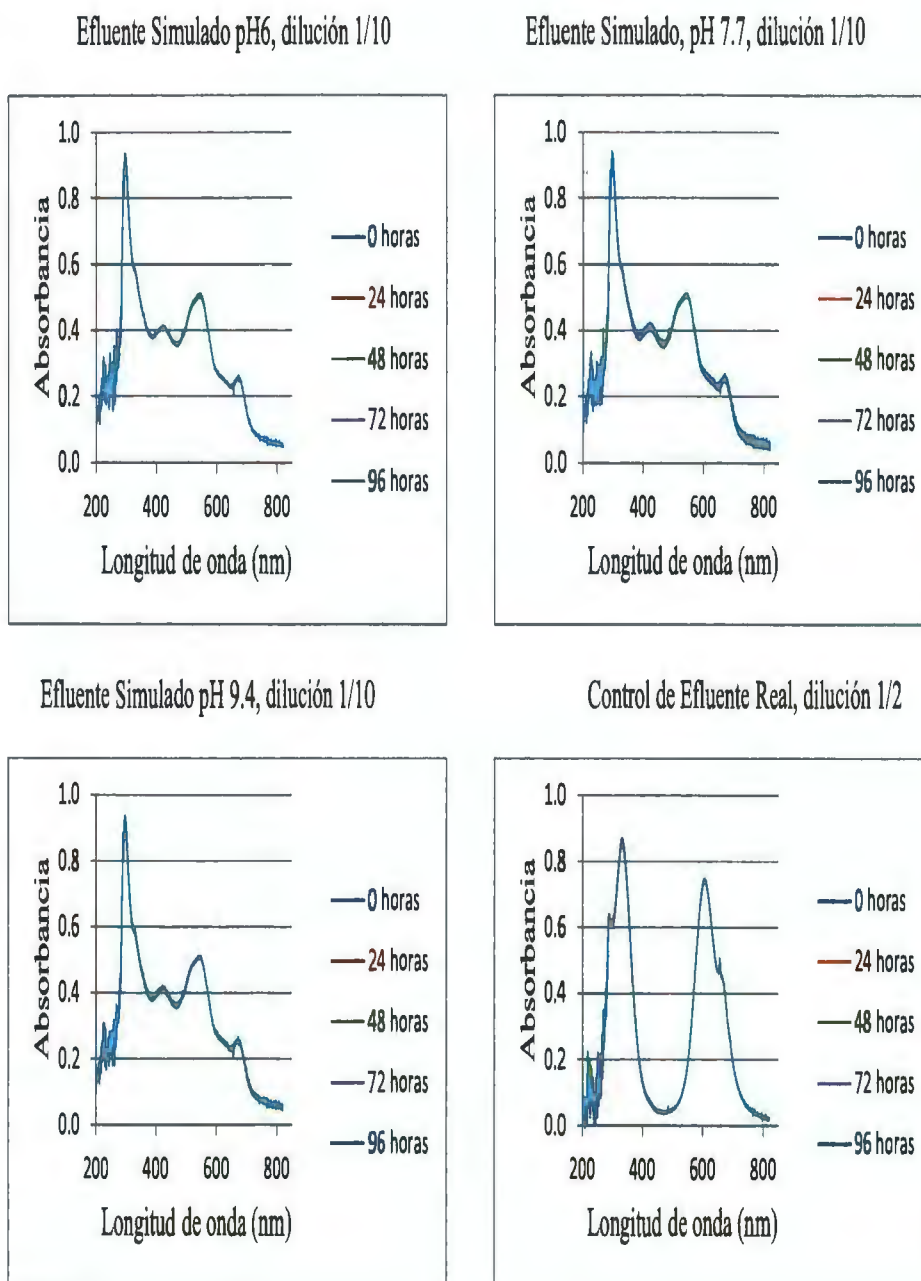 Efluente Simulado pH6, dilución 1/10
1.0
0.8
0.6
0.4
0.2
0.0
Absorbancia
200 400 600 800
Longitud de onda (nm)
0 horas
24 horas
48 horas
72 horas
96 horas
Efluente Simulado, pH 7.7, dilución 1/10
1.0
0.8
0.6
0.4
0.2
0.0
Absorbancia
200 400 600 800
Longitud de onda (nm)
0 horas
24 horas
48 horas
72 horas
96 horas
Efluente Simulado pH 9.4, dilución 1/10
1.0
0.8
0.6
0.4
0.2
0.0
Absorbancia
200 400 600 800
Longitud de onda (nm)
0 horas
24 horas
48 horas
72 horas
96 horas
Control de Efluente Real, dilución 1/2
1.0
0.8
0.6
0.4
0.2
0.0
Absorbancia
200 400 600 800
Longitud de onda (nm)
0 horas
24 horas
48 horas
72 horas
96 horas